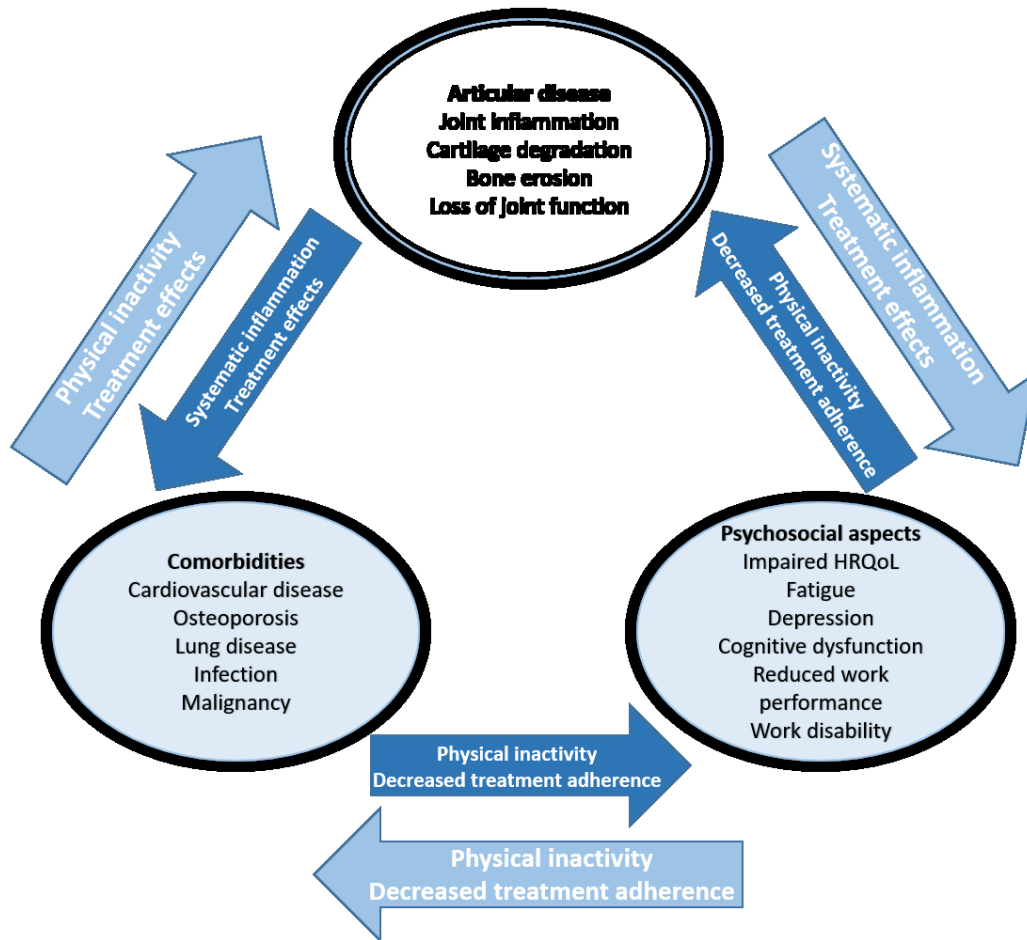 Articular disease
Joint inflammation
Cartilage degradation
Bone erosion
Loss of joint function
Physical inactivity
Treatment effects
Systematic inflammation
Treatment effects
Physical inactivity
Decreased treatment adherence
Systematic inflammation
Treatment effects
Comorbidities
Cardiovascular disease
Osteoporosis
Lung disease
Infection
Malignancy
Psychosocial aspects
Impaired HRQoL
Fatigue
Depression
Cognitive dysfunction
Reduced work
performance
Work disability
Physical inactivity
Decreased treatment adherence
Physical inactivity
Decreased treatment adherence